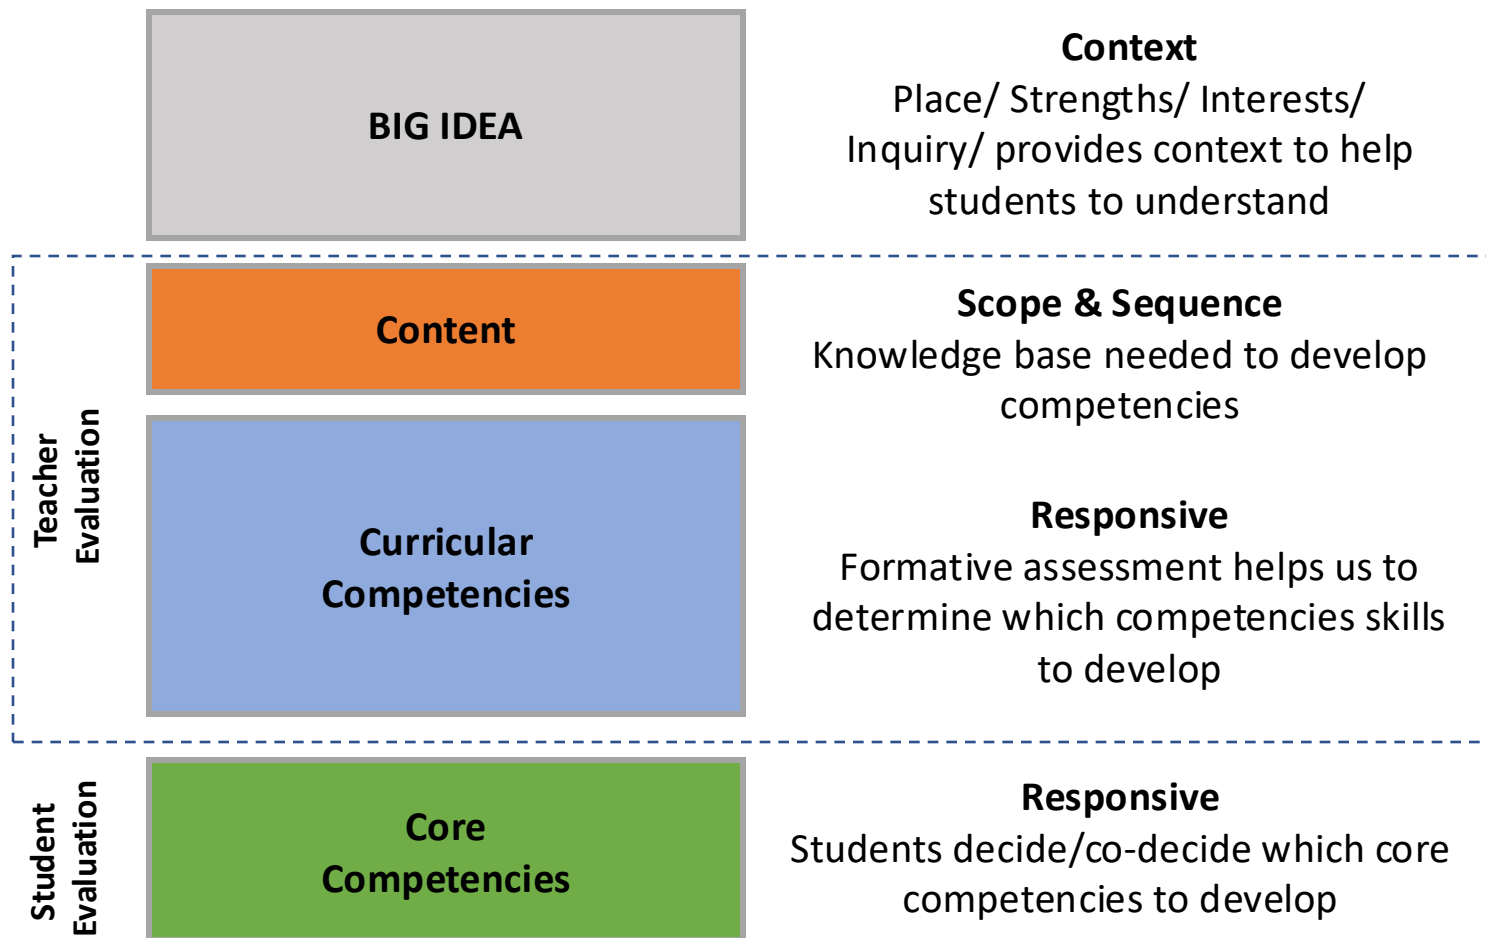 BIG IDEA
Context
Place/ Strengths/ Interests/
Inquiry/ provides context to help
students to understand
Teacher
Evaluation
Content
Scope & Sequence
Knowledge base needed to develop
competencies
Curricular
Competencies
Responsive
Formative assessment helps us to
determine which competencies skills
to develop
Student
Evaluation
Core
Competencies
Responsive
Students decide/co-decide which core
competencies to develop